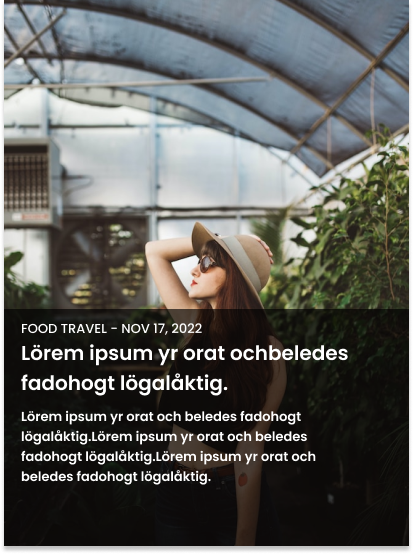 FOOD TRAVEL - NOV 17, 2022
Lörem ipsum yr orat ochbeledes
fadohogt lögalåktig.
Lörem ipsum yr orat och beledes fadohogt
lögalåktig.Lörem ipsum yr orat och beledes
fadohogt lögalåktig.Lörem ipsum yr orat och
beledes fadohogt lögalåktig.